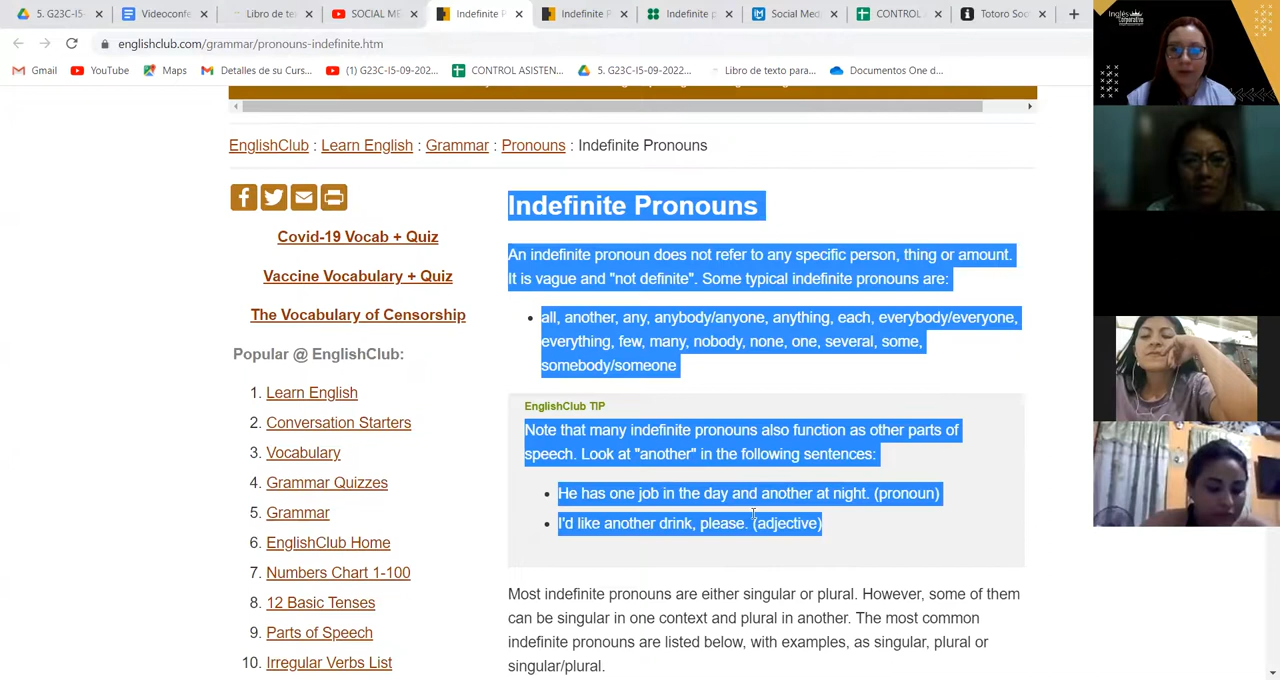 5. G23C-I5-
Videoconfe
Libro de te
SOCIAL ME
Indefinite P
Indefinite P
Indefinite p
Social Med
CONTROL A
Totoro Soc
englishclub.com/grammar/pronouns-indefinite.htm
Gmail
YouTube
Maps
Detalles de su Curs...
(1) G23C-I5-09-202...
CONTROL ASISTEN...
5. G23C-I5-09-2022...
Libro de texto para...
Documentos One d...
Inglés
Corporativo
EnglishClub : Learn English : Grammar : Pronouns : Indefinite Pronouns
Covid-19 Vocab + Quiz
Vaccine Vocabulary + Quiz
The Vocabulary of Censorship
Popular @ EnglishClub:
1. Learn English
2. Conversation Starters
3. Vocabulary
4. Grammar Quizzes
5. Grammar
6. EnglishClub Home
7. Numbers Chart 1-100
8. 12 Basic Tenses
9. Parts of Speech
10. Irregular Verbs List
Indefinite Pronouns
An indefinite pronoun does not refer to any specific person, thing or amount.
It is vague and "not definite". Some typical indefinite pronouns are:
• all, another, any, anybody/anyone, anything, each, everybody/everyone,
everything, few, many, nobody, none, one, several, some,
somebody/someone
EnglishClub TIP
Note that many indefinite pronouns also function as other parts of
speech. Look at "another" in the following sentences:
• He has one job in the day and another at night. (pronoun)
• I'd like another drink, please. (adjective)
Most indefinite pronouns are either singular or plural. However, some of them
can be singular in one context and plural in another. The most common
indefinite pronouns are listed below, with examples, as singular, plural or
singular/plural.